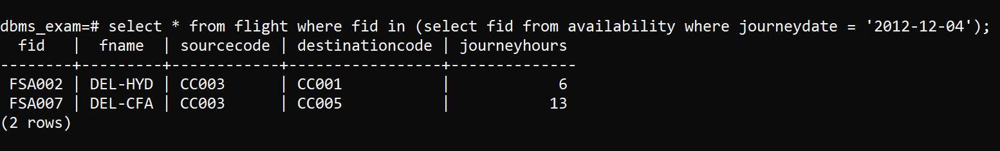 dbms_exam=# select * from flight where fid in (select fid from availability where journeydate = '2012-12-04');
  fid   |  fname  | sourcecode | destinationcode | journeyhours
--------+---------+------------+-----------------+--------------
 FSA002 | DEL-HYD | CC003      | CC001           |            6
 FSA007 | DEL-CFA | CC003      | CC005           |           13
(2 rows)